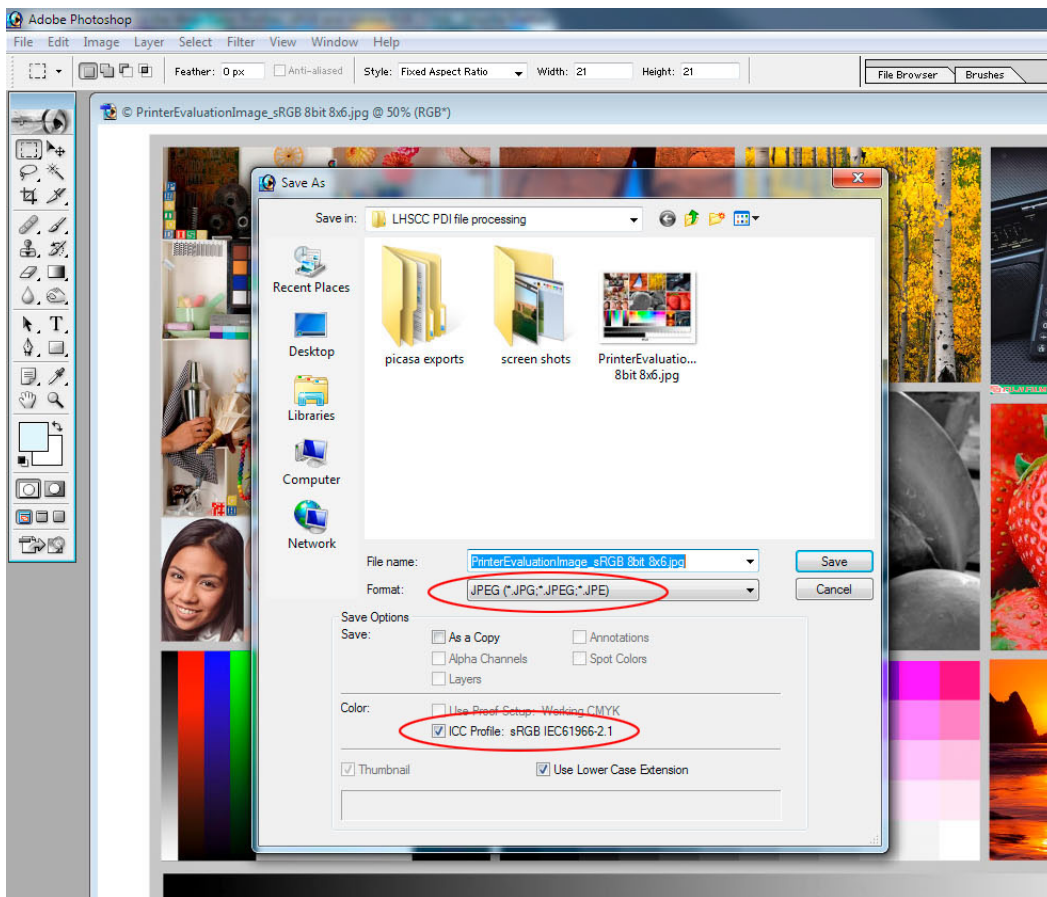 Adobe Photoshop
File Edit Image Layer Select Filter View Window Help
Feather: 0 px Anti-aliased Style: Fixed Aspect Ratio Width: 21 Height: 21 File Browser Brushes
© PrinterEvaluationImage_sRGB 8bit 8x6.jpg @ 50% (RGB*)
Save As
Save in: LHSCC PDI file processing
Recent Places
Desktop
Libraries
Computer
Network
picasa exports
screen shots
PrinterEvaluatio...
8bit 8x6.jpg
File name: PrinterEvaluationImage_sRGB 8bit 8x6.jpg Save
Format: JPEG (*.JPG;*.JPEG;*.JPE) Cancel
Save Options
Save: As a Copy Annotations
Alpha Channels Spot Colors
Layers
Color: Use Proof Setup: Working CMYK
ICC Profile: sRGB IEC61966-2.1
Thumbnail Use Lower Case Extension